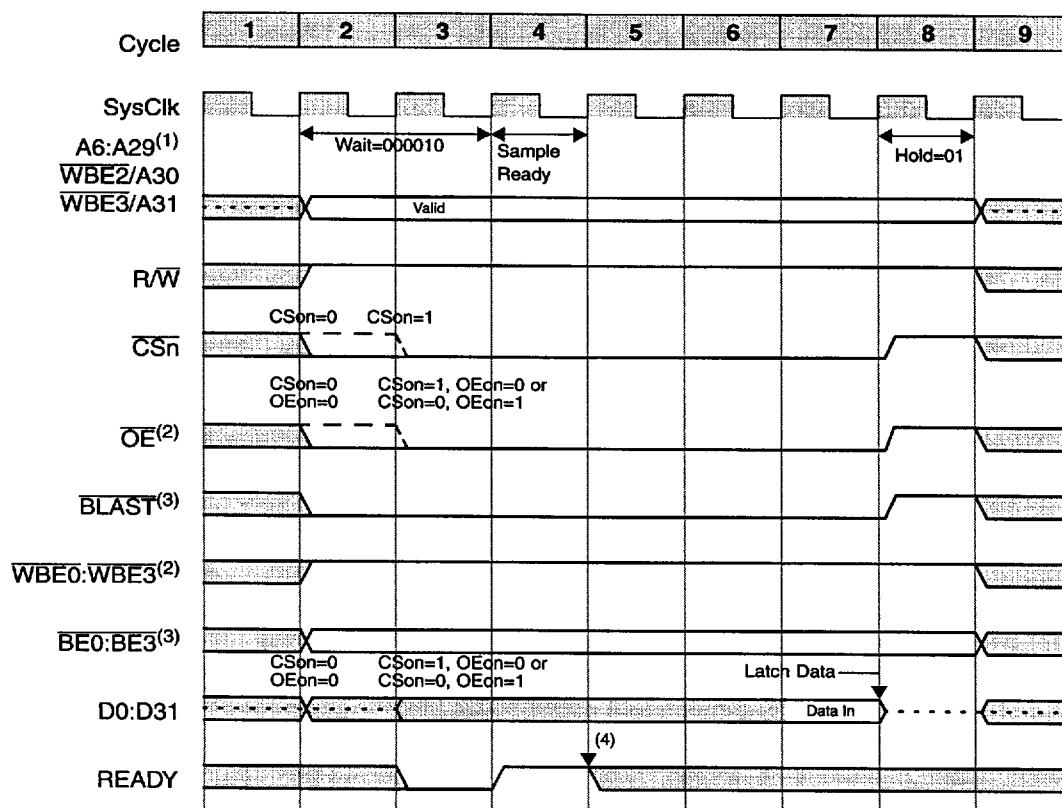 Cycle 1 2 3 4 5 6 7 8 9
SysClk
Wait=000010
Sample
Ready
Hold=01
A6:A29(1)
WBE2/A30
WBE3/A31
Valid
R/W
CSon=0 CSon=1
CSn
CSon=0 CSon=1, OEon=0 or
OEon=0 CSon=0, OEon=1
OE(2)
BLAST(3)
WBE0:WBE3(2)
BE0:BE3(3)
CSon=0 CSon=1, OEon=0 or
OEon=0 CSon=0, OEon=1
Latch Data
D0:D31
Data In
(4)
READY